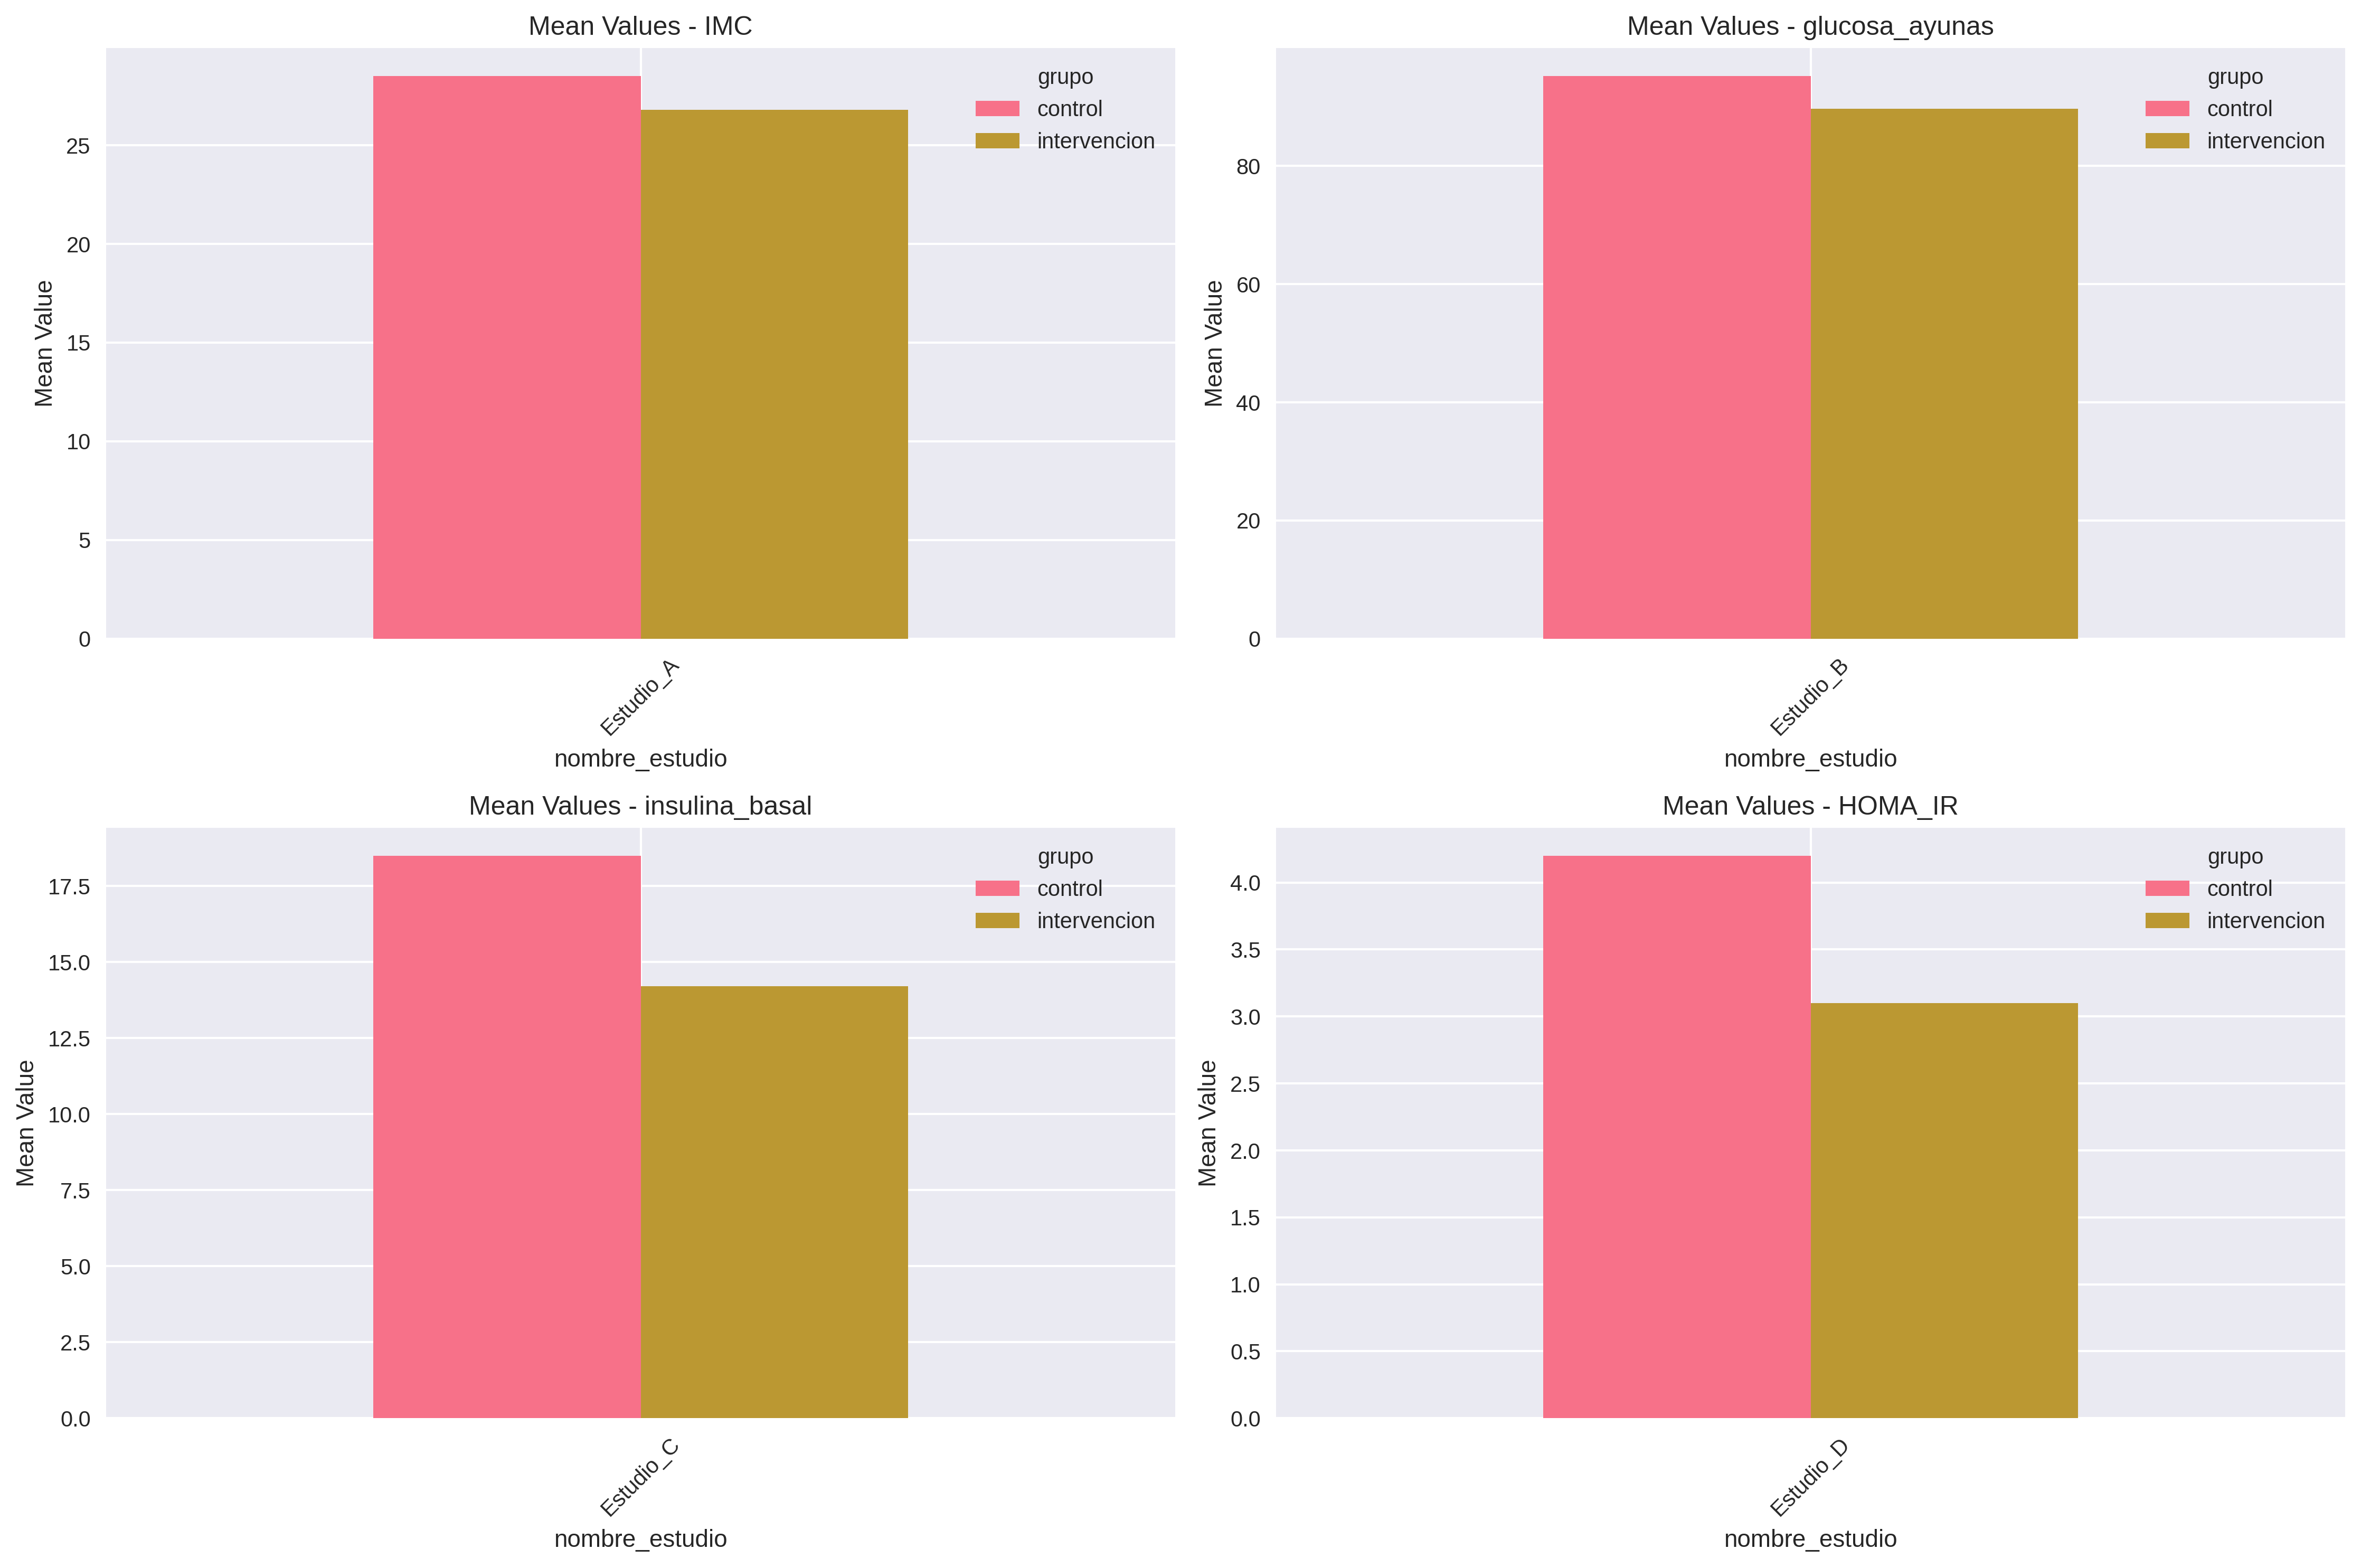 Mean Values - IMC
Mean Value
25
20
15
10
5
0
grupo
control
intervencion
Estudio_A
nombre_estudio
Mean Values - glucosa_ayunas
Mean Value
80
60
40
20
0
grupo
control
intervencion
Estudio_B
nombre_estudio
Mean Values - insulina_basal
Mean Value
17.5
15.0
12.5
10.0
7.5
5.0
2.5
0.0
grupo
control
intervencion
Estudio_C
nombre_estudio
Mean Values - HOMA_IR
Mean Value
4.0
3.5
3.0
2.5
2.0
1.5
1.0
0.5
0.0
grupo
control
intervencion
Estudio_D
nombre_estudio